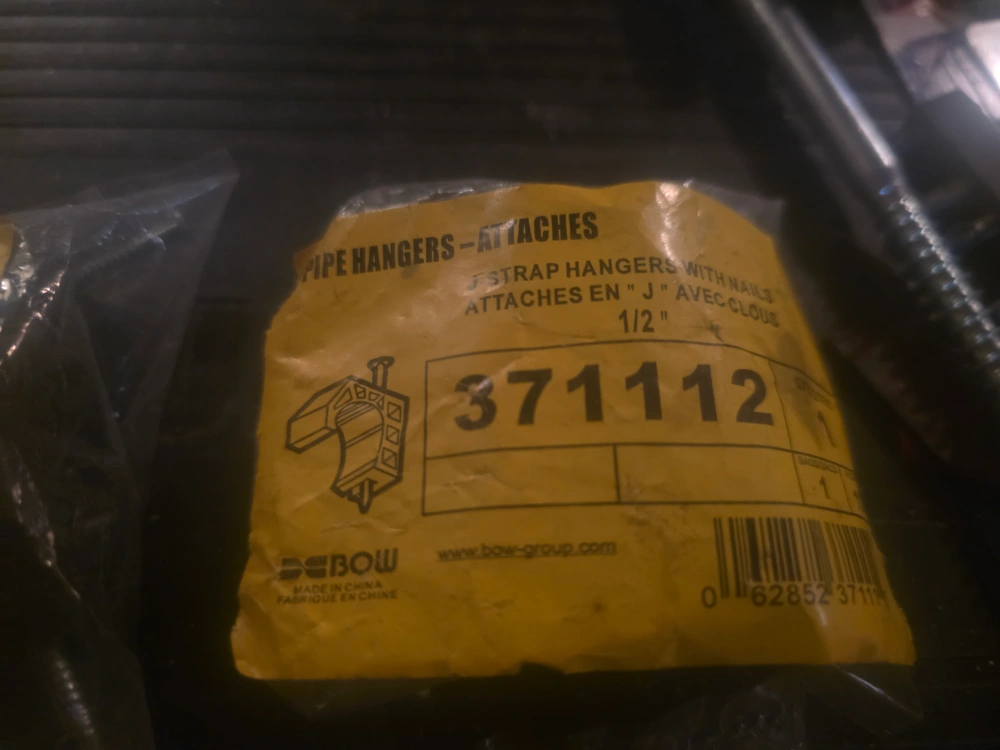 PIPE HANGERS – ATTACHES
J STRAP HANGERS WITH NAILS
ATTACHES EN " J " AVEC CLOUS
1/2 "
371112
1
1
BOW
MADE IN CHINA
FABRIQUE EN CHINE
www.bow-group.com
0 62852 3711